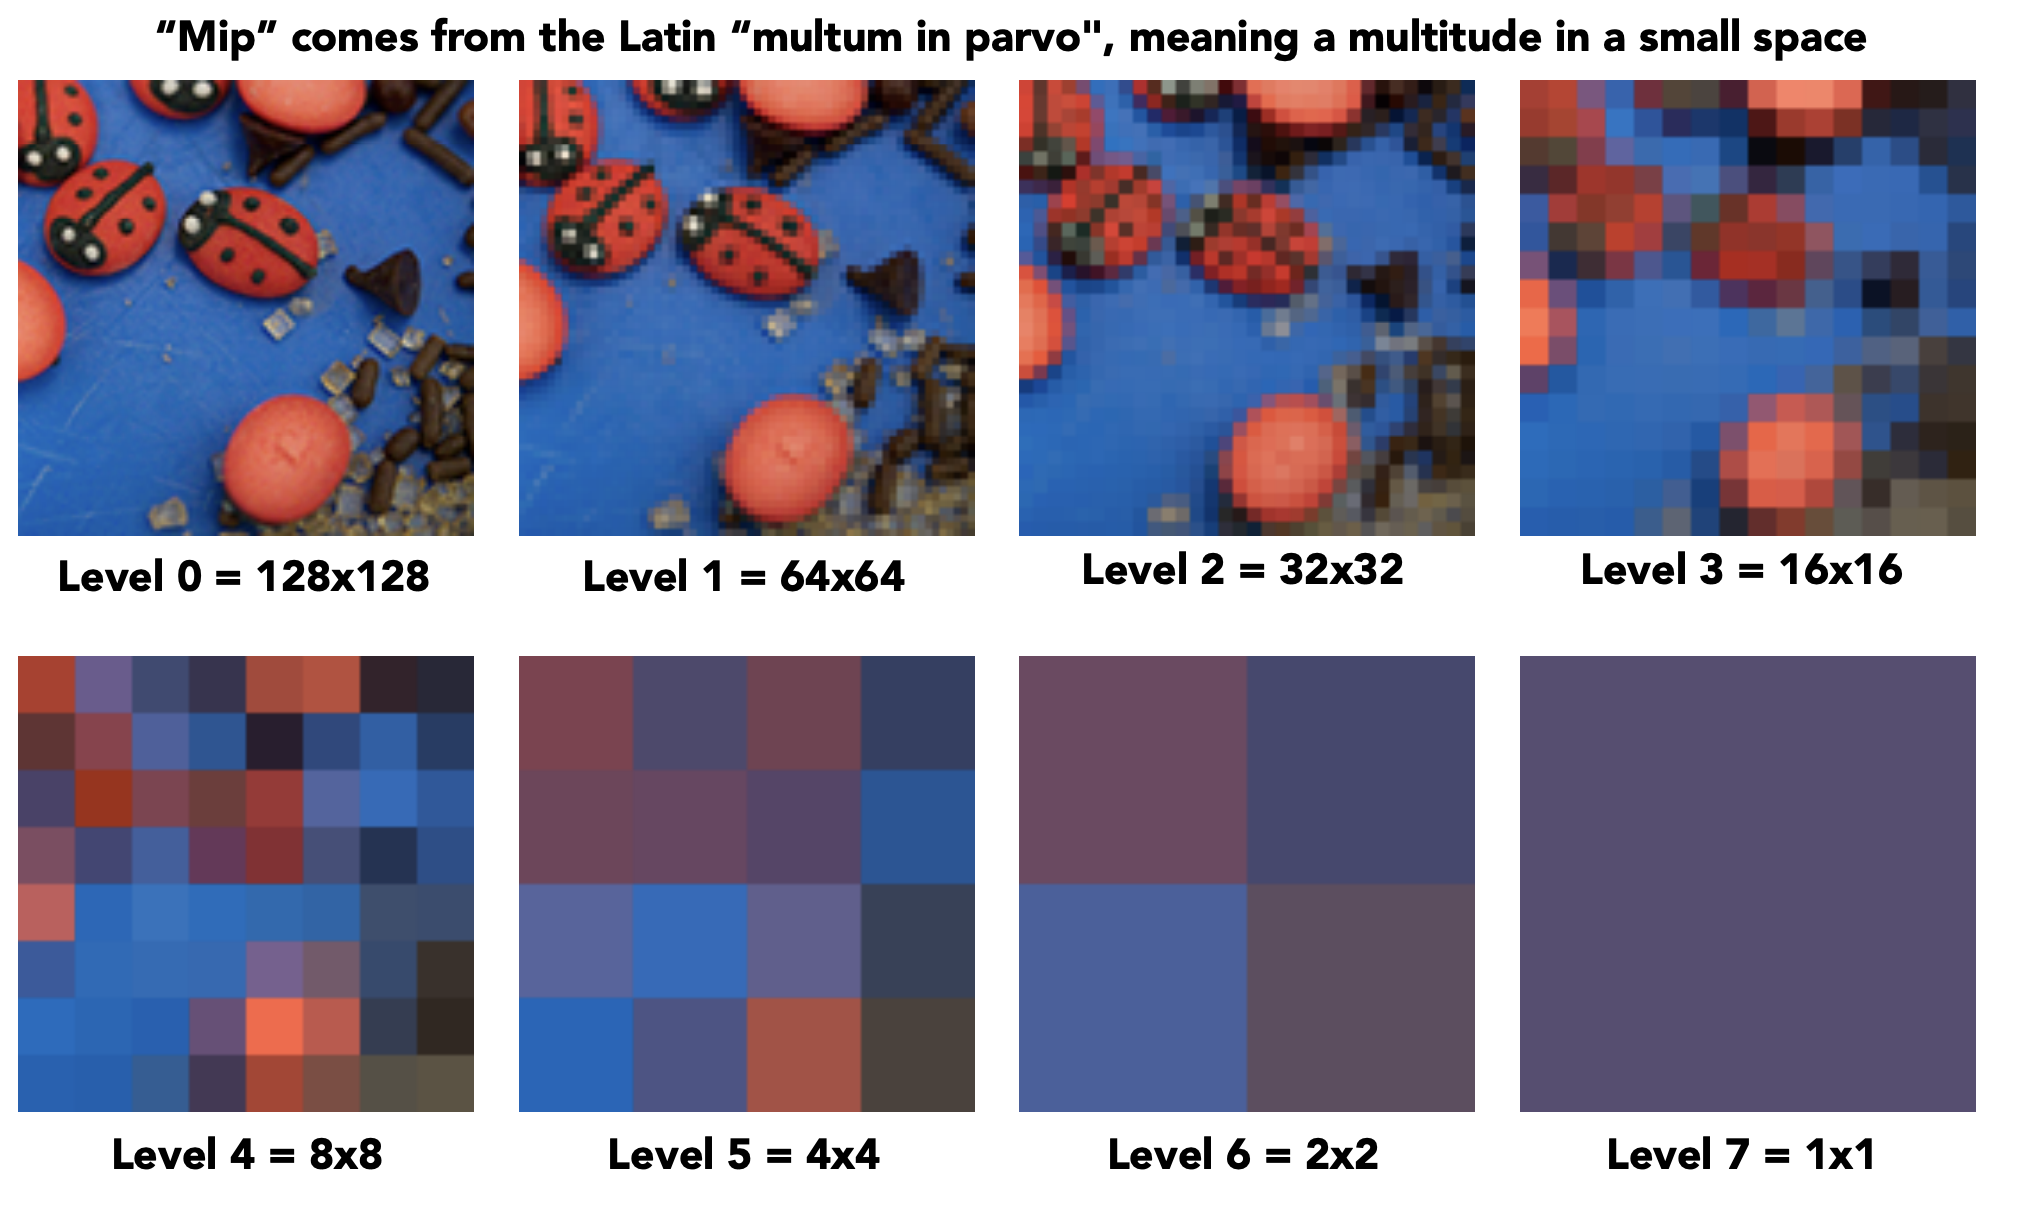 “Mip” comes from the Latin “multum in parvo", meaning a multitude in a small space
Level 0 = 128x128
Level 1 = 64x64
Level 2 = 32x32
Level 3 = 16x16
Level 4 = 8x8
Level 5 = 4x4
Level 6 = 2x2
Level 7 = 1x1